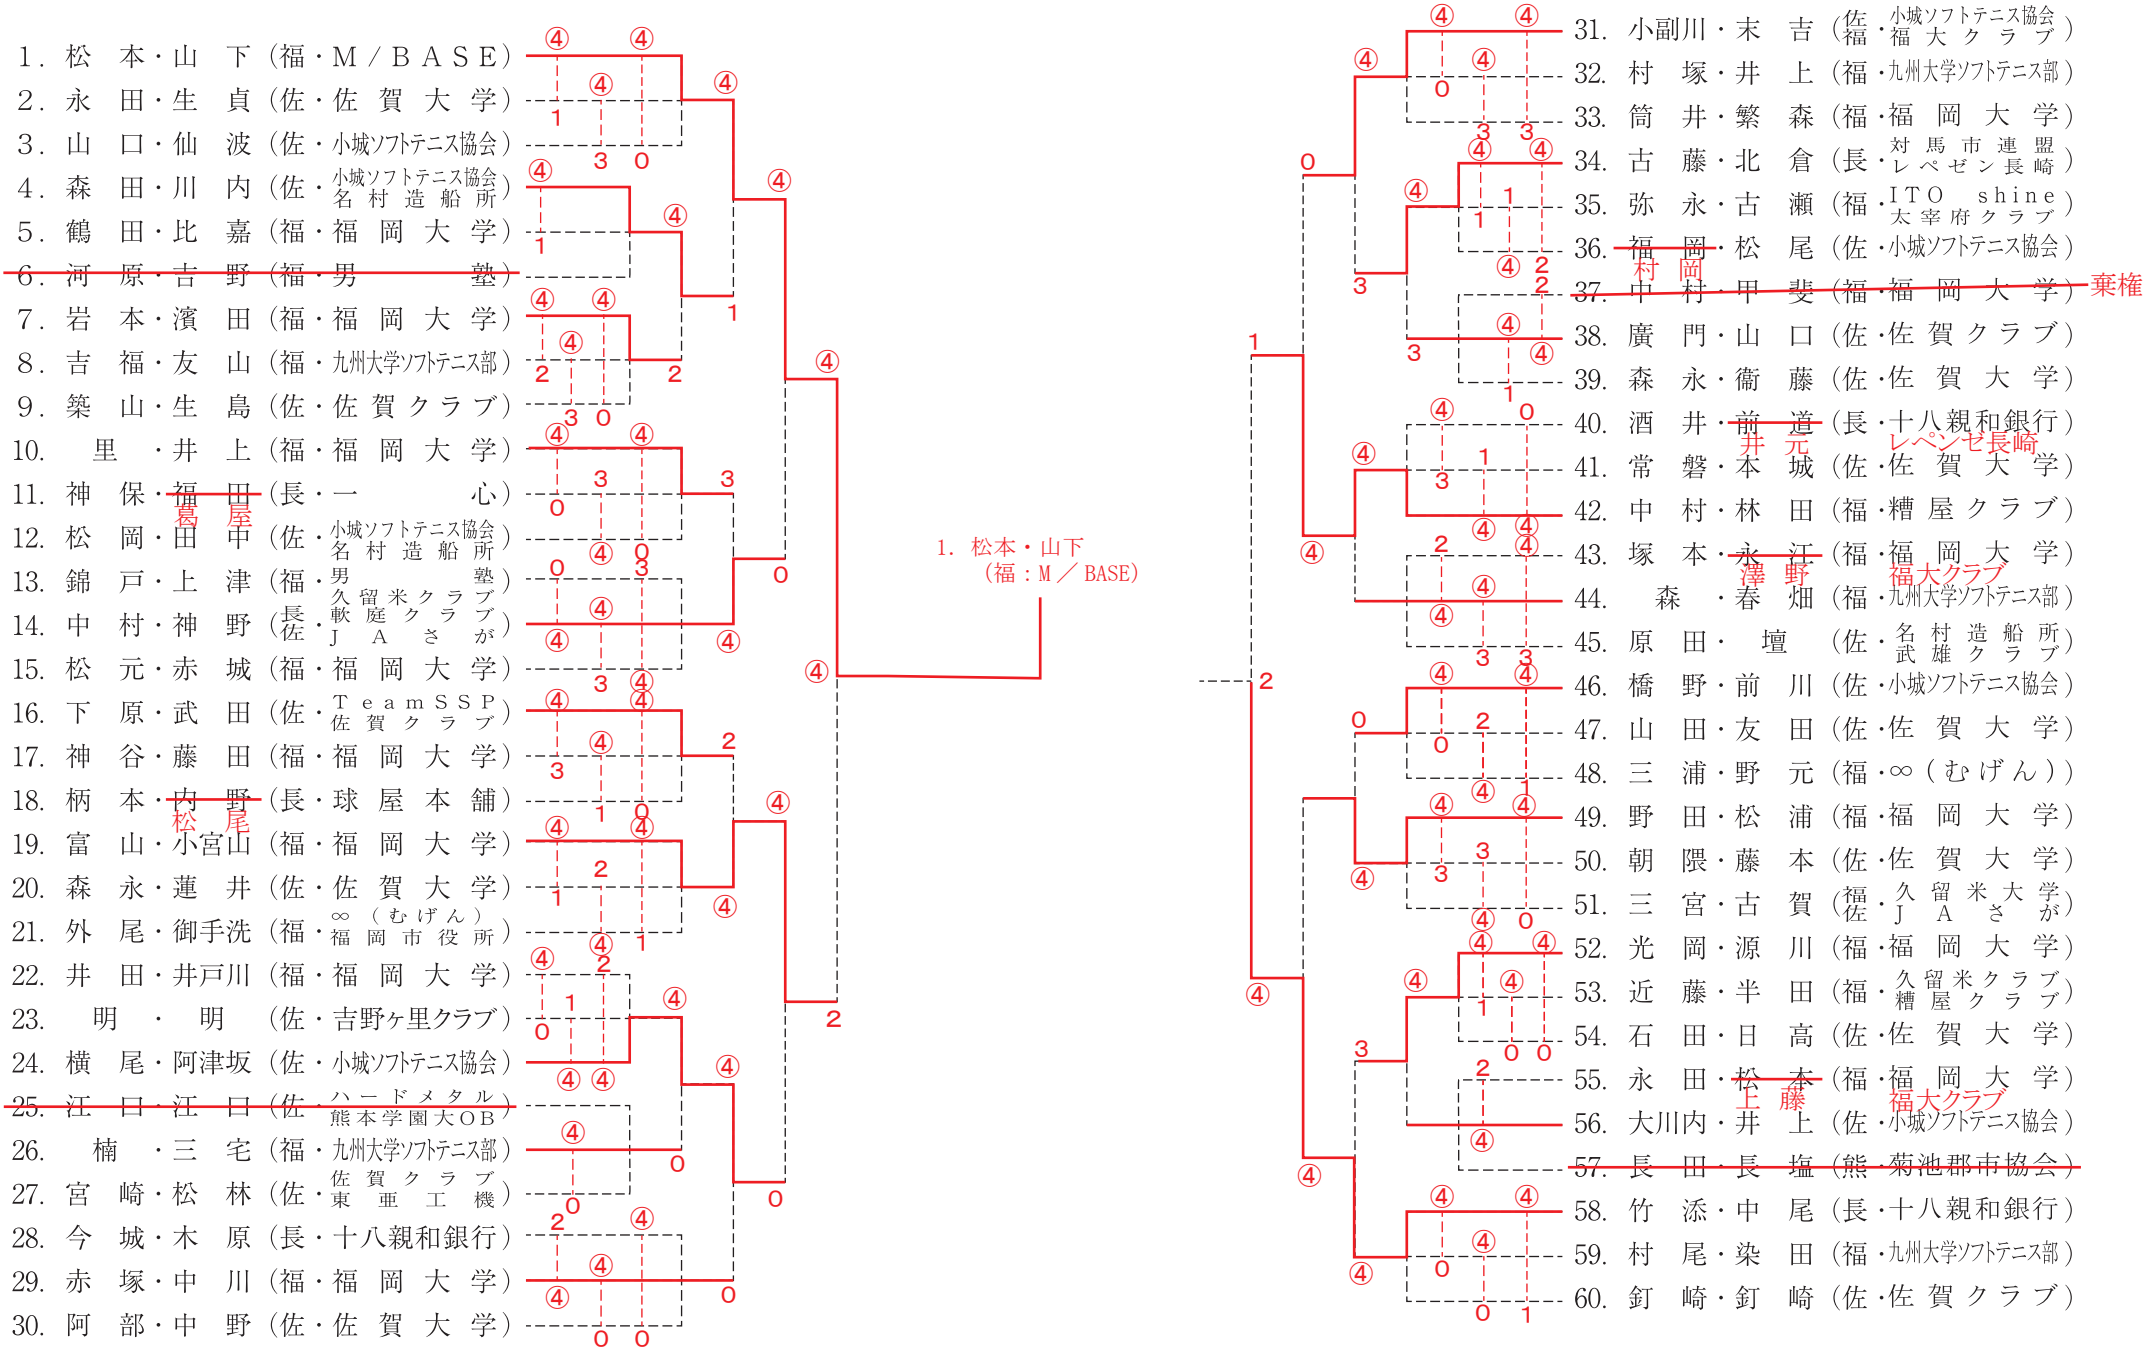 1. 松本・山下 (福・M/BASE)
2. 永田・生貞 (佐・佐賀大学)
3. 山口・仙波 (佐・小城ソフトテニス協会)
4. 森田・川内 (佐・小城ソフトテニス協会 名村造船所)
5. 鶴田・比嘉 (福・福岡大学)
6. 河原・吉野 (福・男塾)
7. 岩本・濱田 (福・福岡大学)
8. 吉福・友山 (福・九州大学ソフトテニス部)
9. 築山・生島 (佐・佐賀クラブ)
10. 里・井上 (福・福岡大学)
11. 神保・福田 (長・一心)
葛屋
12. 松岡・田中 (佐・小城ソフトテニス協会 名村造船所)
13. 錦戸・上津 (福・男塾 久留米クラブ)
14. 中村・神野 (長佐・軟庭クラブ JAさが)
15. 松元・赤城 (福・福岡大学)
16. 下原・武田 (佐・TeamSSP 佐賀クラブ)
17. 神谷・藤田 (福・福岡大学)
18. 柄本・内野 (長・球屋本舗)
松尾
19. 富山・小宮山 (福・福岡大学)
20. 森永・蓮井 (佐・佐賀大学)
21. 外尾・御手洗 (福・∞(むげん) 福岡市役所)
22. 井田・井戸川 (福・福岡大学)
23. 明・明 (佐・吉野ヶ里クラブ)
24. 横尾・阿津坂 (佐・小城ソフトテニス協会)
25. 江口・江口 (佐・ハードメタル 熊本学園大OB)
26. 楠・三宅 (福・九州大学ソフトテニス部)
27. 宮崎・松林 (佐・佐賀クラブ 東亜工機)
28. 今城・木原 (長・十八親和銀行)
29. 赤塚・中川 (福・福岡大学)
30. 阿部・中野 (佐・佐賀大学)
1. 松本・山下
(福：M／BASE)
31. 小副川・末吉 (佐福・小城ソフトテニス協会 福大クラブ)
32. 村塚・井上 (福・九州大学ソフトテニス部)
33. 筒井・繁森 (福・福岡大学)
34. 古藤・北倉 (長・対馬市連盟 レペゼン長崎)
35. 弥永・古瀬 (福・ITO shine 太宰府クラブ)
36. 福岡・松尾 (佐・小城ソフトテニス協会)
村岡
37. 中村・甲斐 (福・福岡大学) 棄権
38. 廣門・山口 (佐・佐賀クラブ)
39. 森永・衞藤 (佐・佐賀大学)
40. 酒井・前道 (長・十八親和銀行)
井元 レペンゼ長崎
41. 常磐・本城 (佐・佐賀大学)
42. 中村・林田 (福・糟屋クラブ)
43. 塚本・永江 (福・福岡大学)
澤野 福大クラブ
44. 森・春畑 (福・九州大学ソフトテニス部)
45. 原田・壇 (佐・名村造船所 武雄クラブ)
46. 橋野・前川 (佐・小城ソフトテニス協会)
47. 山田・友田 (佐・佐賀大学)
48. 三浦・野元 (福・∞(むげん))
49. 野田・松浦 (福・福岡大学)
50. 朝隈・藤本 (佐・佐賀大学)
51. 三宮・古賀 (福佐・久留米大学 JAさが)
52. 光岡・源川 (福・福岡大学)
53. 近藤・半田 (福・久留米クラブ 糟屋クラブ)
54. 石田・日高 (佐・佐賀大学)
55. 永田・松本 (福・福岡大学)
上藤 福大クラブ
56. 大川内・井上 (佐・小城ソフトテニス協会)
57. 長田・長塩 (熊・菊池郡市協会)
58. 竹添・中尾 (長・十八親和銀行)
59. 村尾・染田 (福・九州大学ソフトテニス部)
60. 釘崎・釘崎 (佐・佐賀クラブ)